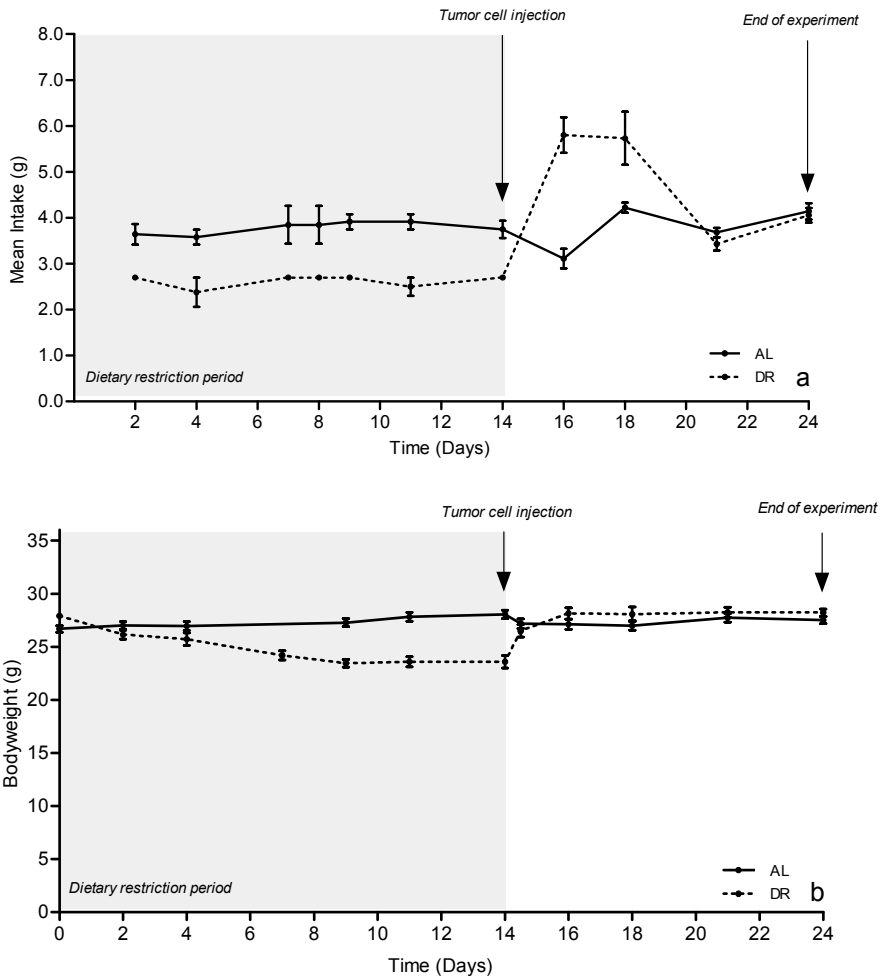 Tumor cell injection
End of experiment
8.0
7.0
6.0
5.0
4.0
3.0
2.0
1.0
0.0
Mean Intake (g)
Dietary restriction period
AL
DR
a
2 4 6 8 10 12 14 16 18 20 22 24
Time (Days)
Tumor cell injection
End of experiment
35
30
25
20
15
10
5
0
Bodyweight (g)
Dietary restriction period
AL
DR
b
0 2 4 6 8 10 12 14 16 18 20 22 24
Time (Days)